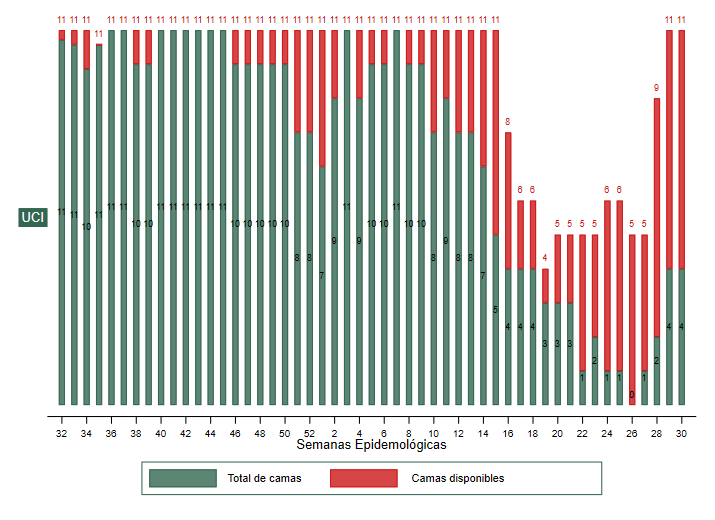 11 11 11 11 11 11 11 11 11 11 11 11 11 11 11 11 11 11 11 11 11 11 11 11 11 11 11 11 11 11 11 11 11 11 11 11 11
11
9
8
6 6 6 6
5 5 5 5 5 5
4
UCI
11 11 10 11 11 11 10 10 11 11 11 11 11 11 10 10 10 10 10 8 8 7 9 11 9 10 10 11 10 10 8 9 8 8 7 5 4 4 4 3 3 3 1 2 1 1 0 1 2 4 4
32 34 36 38 40 42 44 46 48 50 52 2 4 6 8 10 12 14 16 18 20 22 24 26 28 30
Semanas Epidemológicas
Total de camas Camas disponibles